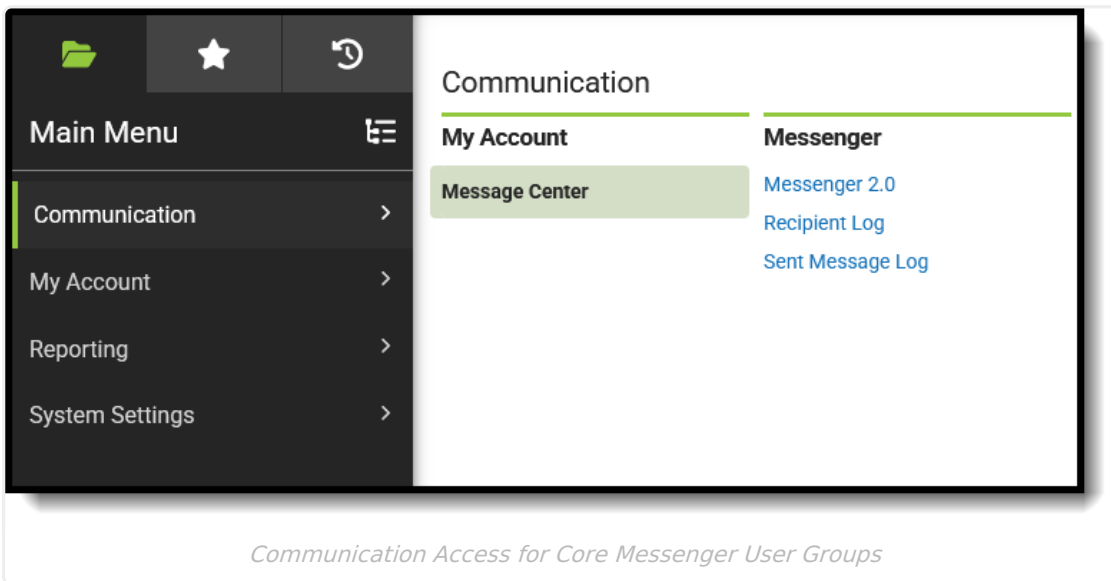 Main Menu
Communication
My Account
Reporting
System Settings
Communication
My Account
Message Center
Messenger
Messenger 2.0
Recipient Log
Sent Message Log
Communication Access for Core Messenger User Groups